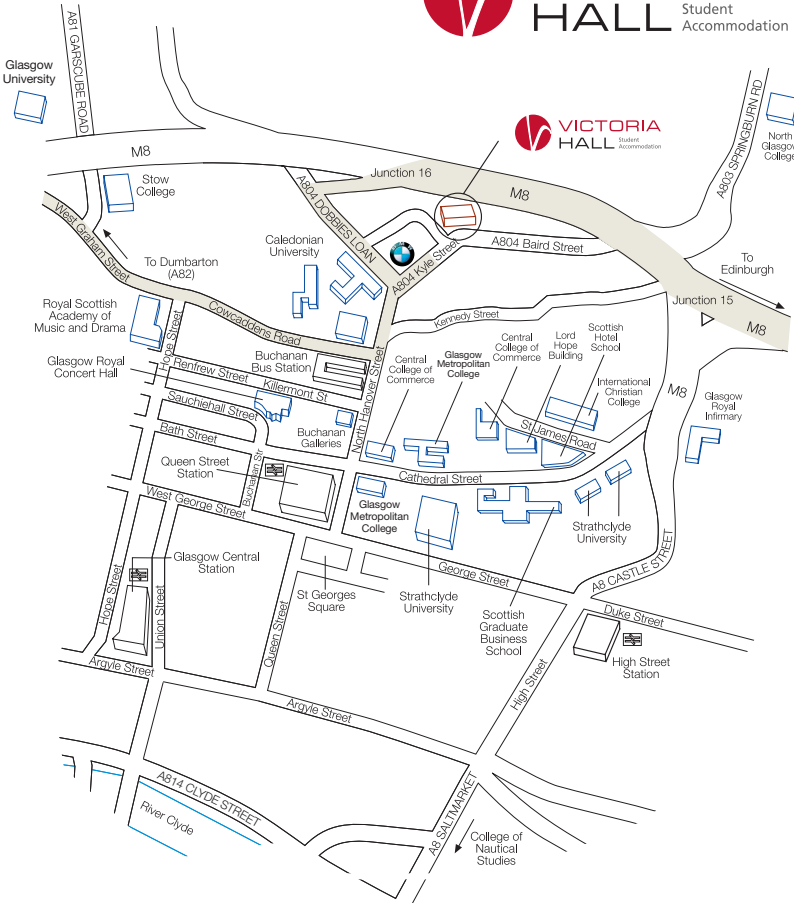 HALL
Student
Accommodation
A81 GARSCUBE ROAD
Glasgow
University
VICTORIA
HALL
Student
Accommodation
A803 SPRINGBURN RD
North
Glasgow
College
M8
Junction 16
M8
Stow
College
A804 DOBBIES LOAN
West Graham Street
A804 Kyle Street
A804 Baird Street
Caledonian
University
To Dumbarton
(A82)
To
Edinburgh
Junction 15
M8
Royal Scottish
Academy of
Music and Drama
Hope Street
Cowcaddens Road
Kennedy Street
Glasgow Royal
Concert Hall
Renfrew Street
Killermont St
Buchanan
Bus Station
North Hanover Street
Central
College of
Commerce
Glasgow
Metropolitan
College
Central
College of
Commerce
Lord
Hope
Building
Scottish
Hotel
School
International
Christian
College
M8
Glasgow
Royal
Infirmary
Sauchiehall Street
Bath Street
Buchanan
Galleries
St James Road
Queen Street
Station
Buchanan Str
Cathedral Street
West George Street
Glasgow
Metropolitan
College
Strathclyde
University
Glasgow Central
Station
Hope Street
Union Street
Queen Street
St Georges
Square
Strathclyde
University
George Street
Scottish
Graduate
Business
School
A8 CASTLE STREET
Duke Street
High Street
High Street
Station
Argyle Street
Argyle Street
A814 CLYDE STREET
River Clyde
A8 SALTMARKET
College of
Nautical
Studies